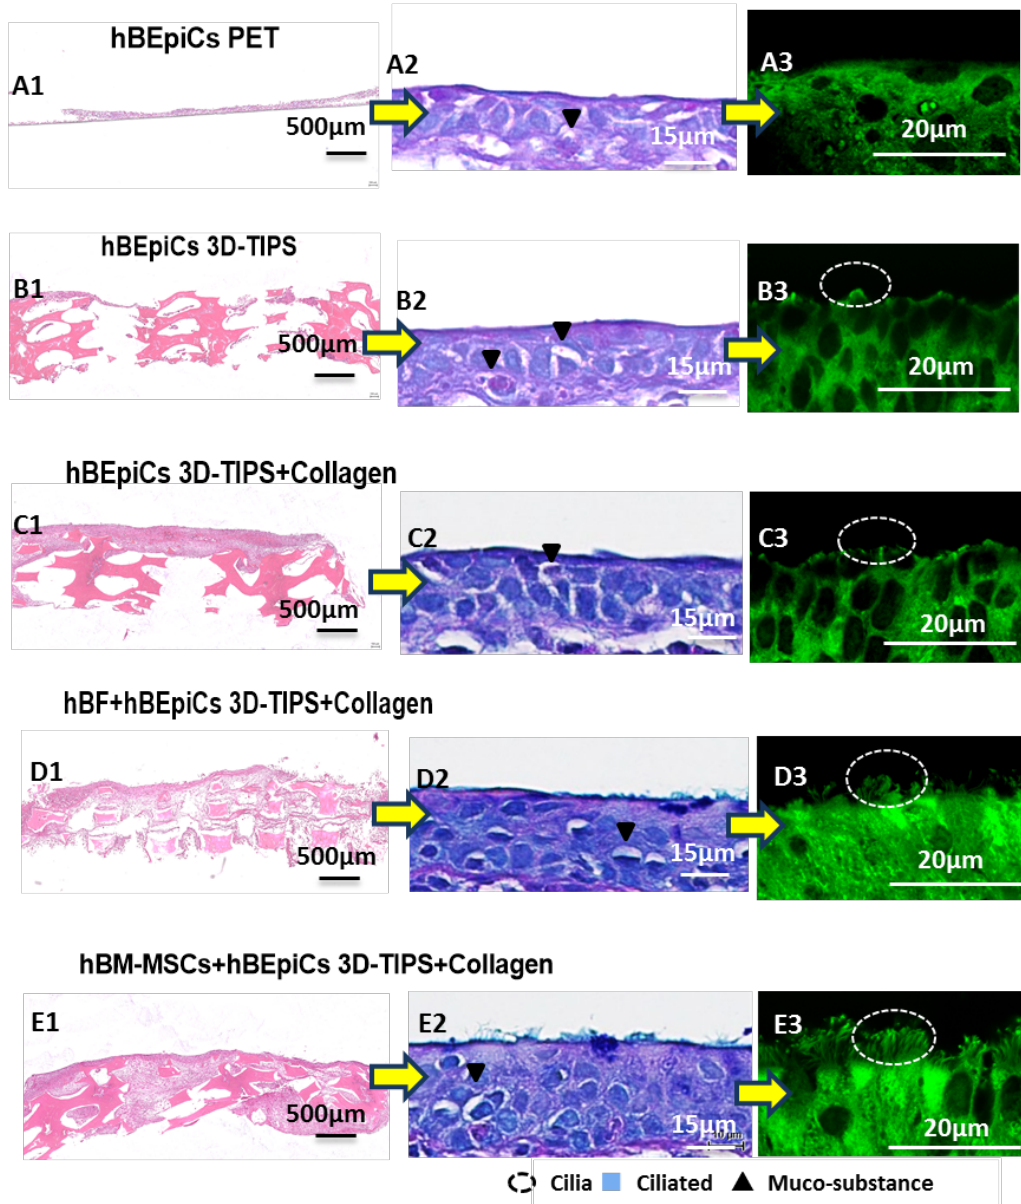 hBEpiCs PET
A1
500µm
A2
15µm
A3
20µm
hBEpiCs 3D-TIPS
B1
500µm
B2
15µm
B3
20µm
hBEpiCs 3D-TIPS+Collagen
C1
500µm
C2
15µm
C3
20µm
hBF+hBEpiCs 3D-TIPS+Collagen
D1
500µm
D2
15µm
D3
20µm
hBM-MSCs+hBEpiCs 3D-TIPS+Collagen
E1
500µm
E2
15µm
E3
20µm
Cilia Ciliated Muco-substance